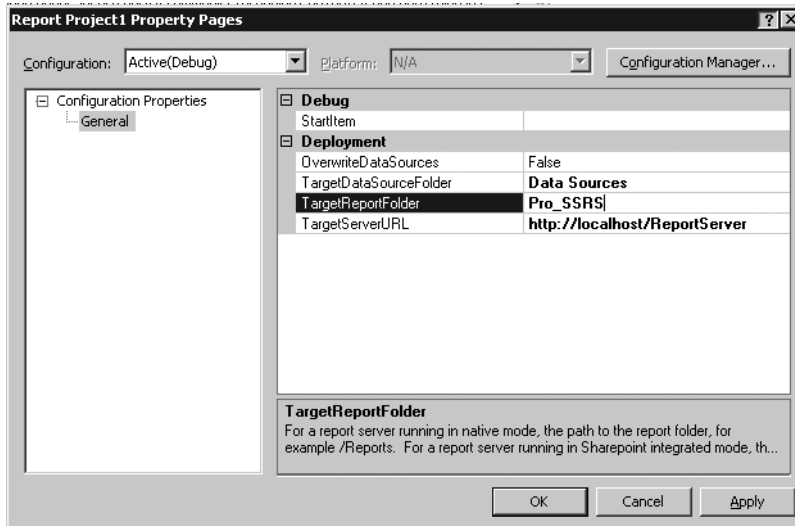 Report Project1 Property Pages
Configuration: Active(Debug) Platform: N/A Configuration Manager...
Configuration Properties
General
Debug
StartItem
Deployment
OverwriteDataSources False
TargetDataSourceFolder Data Sources
TargetReportFolder Pro_SSRS
TargetServerURL http://localhost/ReportServer
TargetReportFolder
For a report server running in native mode, the path to the report folder, for
example /Reports. For a report server running in Sharepoint integrated mode, th...
OK Cancel Apply